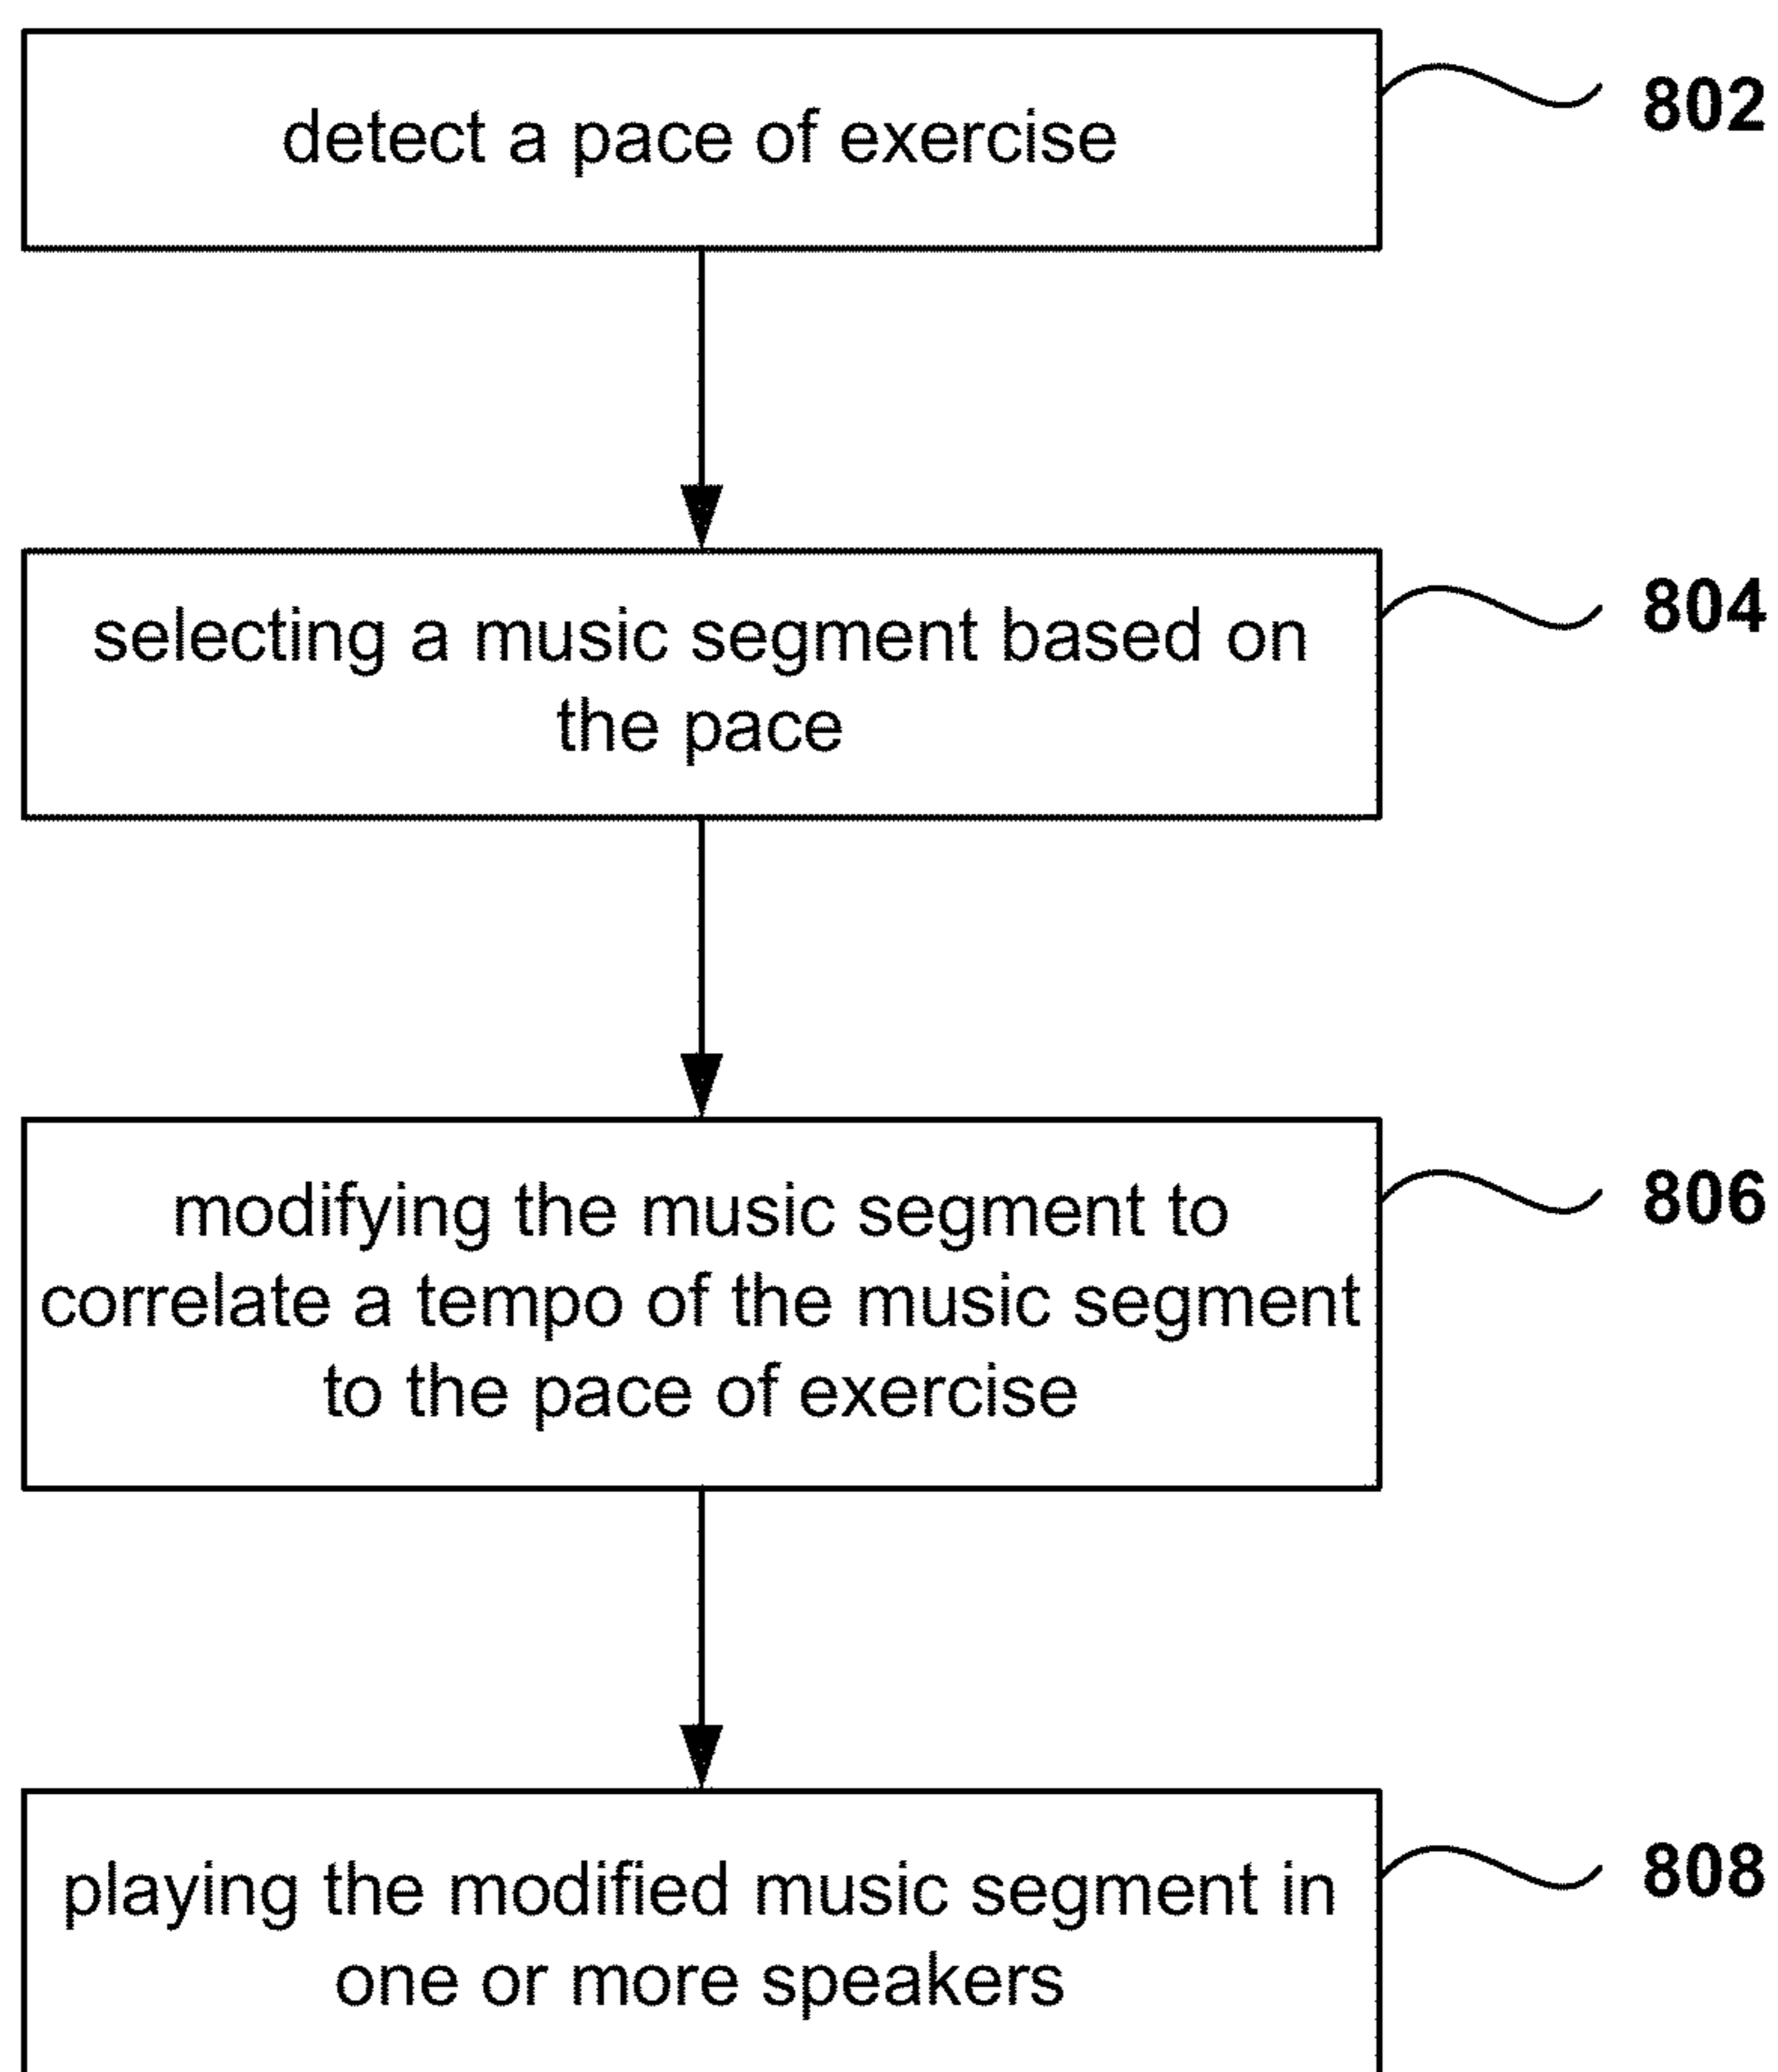 detect a pace of exercise
802
selecting a music segment based on
the pace
804
modifying the music segment to
correlate a tempo of the music segment
to the pace of exercise
806
playing the modified music segment in
one or more speakers
808